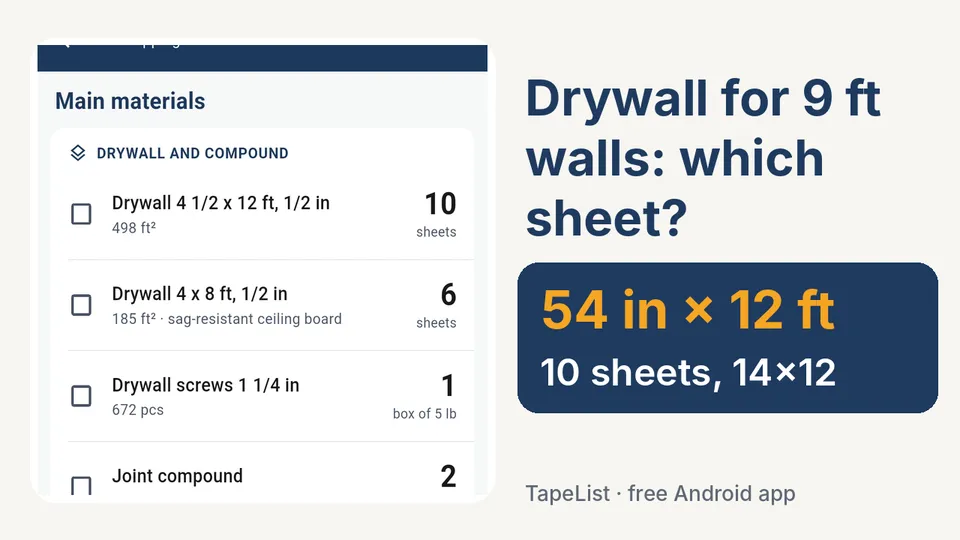 Main materials
DRYWALL AND COMPOUND
Drywall 4 1/2 x 12 ft, 1/2 in
10
498 ft²
sheets
Drywall 4 x 8 ft, 1/2 in
6
185 ft² · sag-resistant ceiling board
sheets
Drywall screws 1 1/4 in
1
672 pcs
box of 5 lb
Joint compound
2
Drywall for 9 ft
walls: which
sheet?
54 in × 12 ft
10 sheets, 14×12
TapeList · free Android app